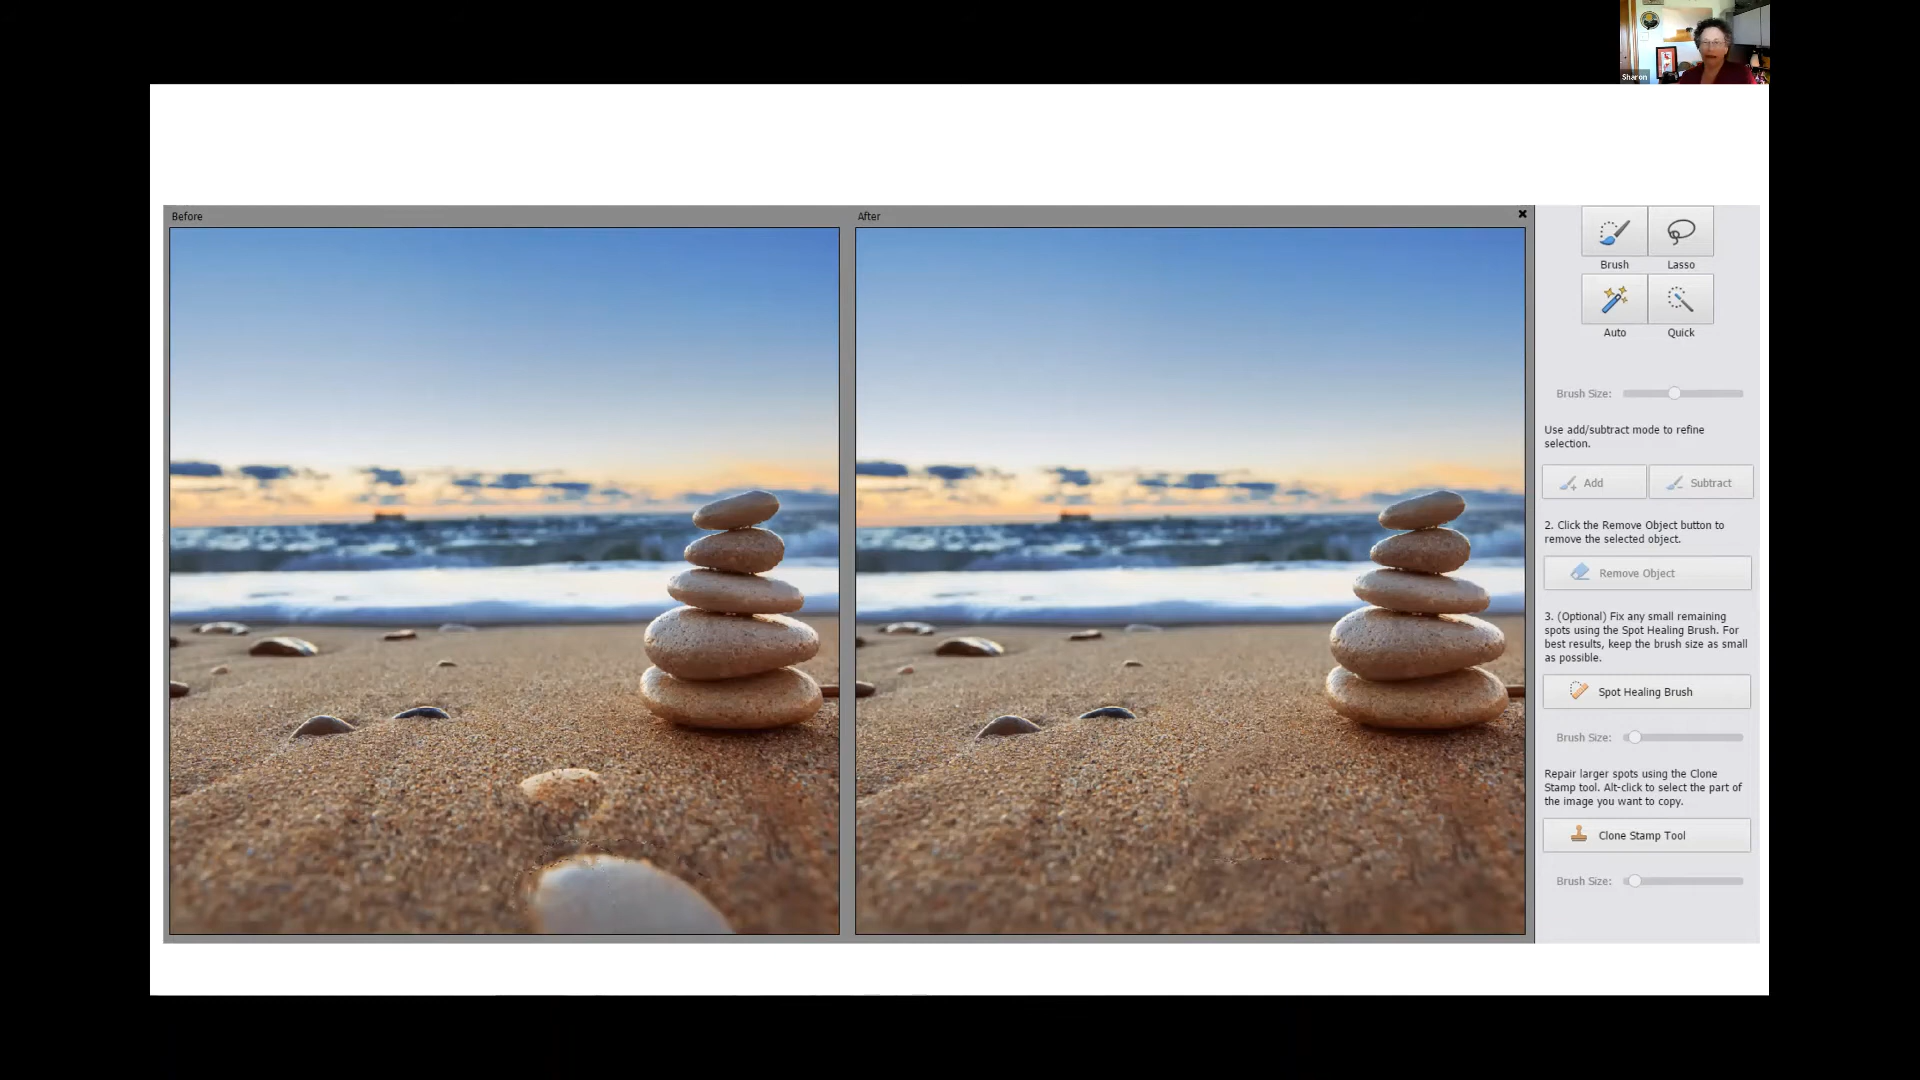 Sharon
Before
After
Brush
Lasso
Auto
Quick
Brush Size:
Use add/subtract mode to refine
selection.
Add
Subtract
2. Click the Remove Object button to
remove the selected object.
Remove Object
3. (Optional) Fix any small remaining
spots using the Spot Healing Brush. For
best results, keep the brush size as small
as possible.
Spot Healing Brush
Brush Size:
Repair larger spots using the Clone
Stamp tool. Alt-click to select the part of
the image you want to copy.
Clone Stamp Tool
Brush Size: